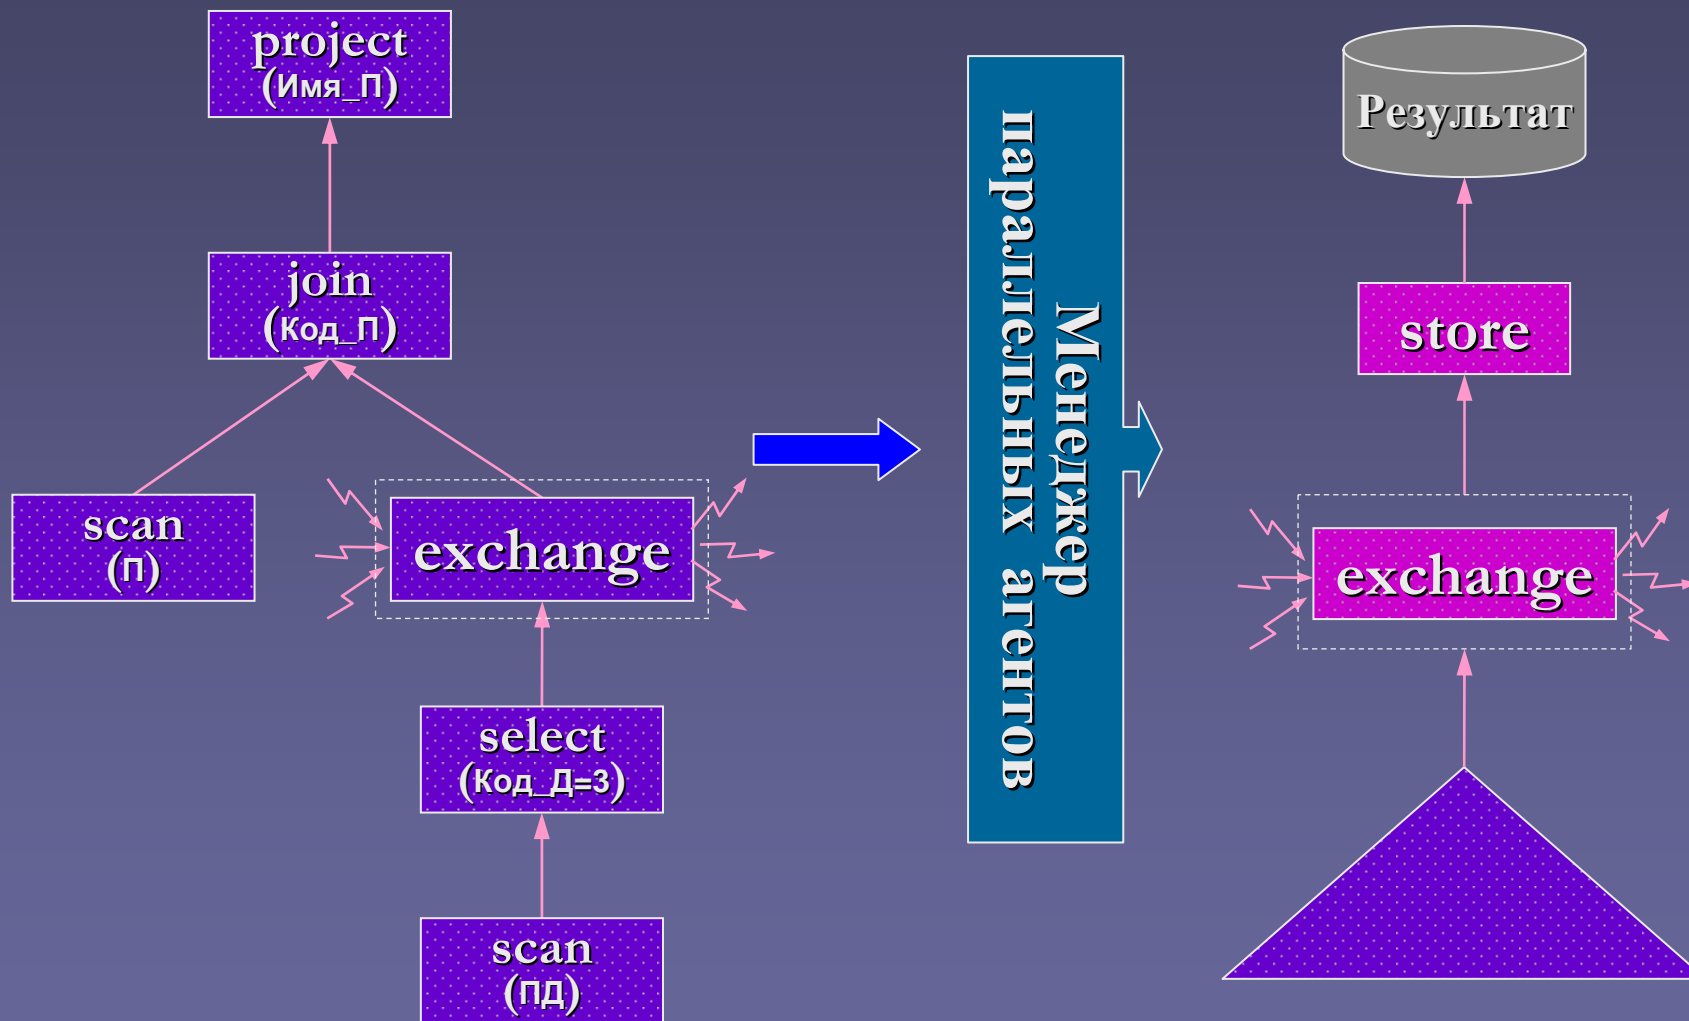 project
(Имя_П)
join
(Код_П)
scan
(П)
exchange
select
(Код_Д=3)
scan
(ПД)
Менеджер
параллельных агентов
Результат
store
exchange